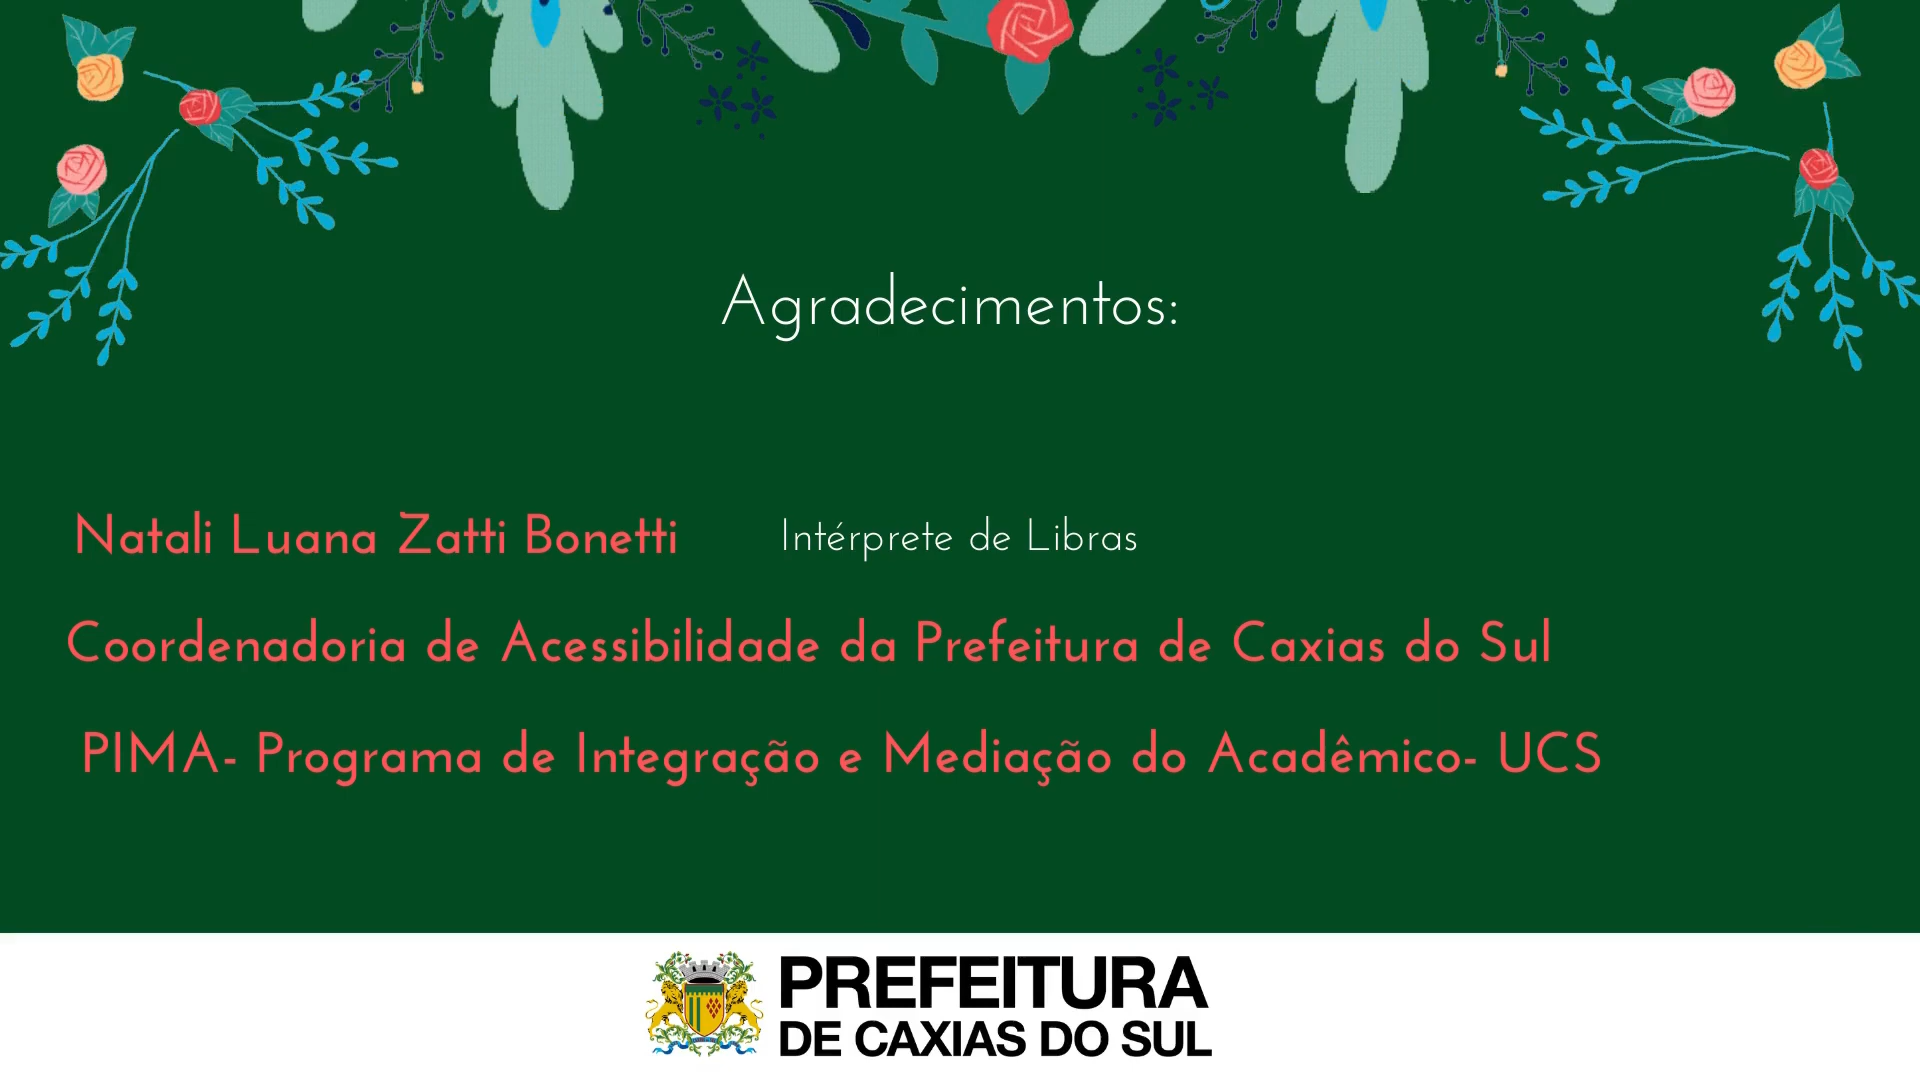 Agradecimentos:
Natali Luana Zatti Bonetti Intérprete de Libras
Coordenadoria de Acessibilidade da Prefeitura de Caxias do Sul
PIMA- Programa de Integração e Mediação do Acadêmico- UCS
PREFEITURA
DE CAXIAS DO SUL